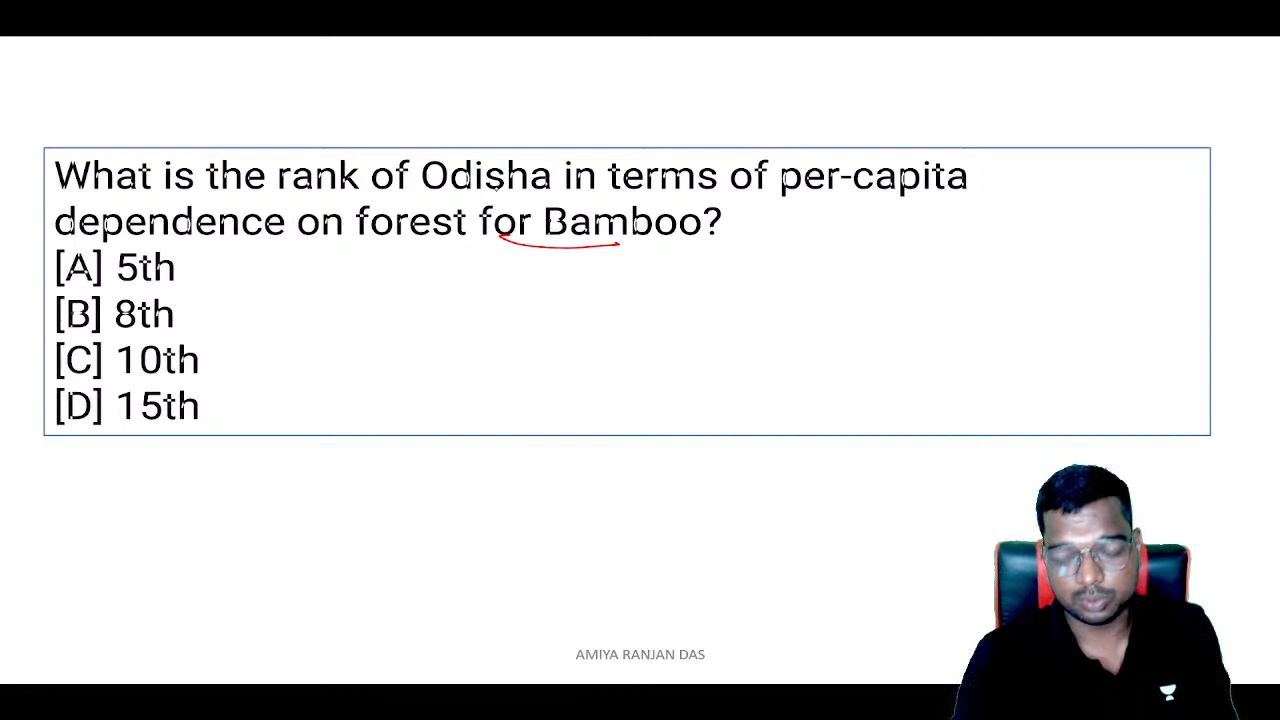 What is the rank of Odisha in terms of per-capita
dependence on forest for Bamboo?
[A] 5th
[B] 8th
[C] 10th
[D] 15th
AMIYA RANJAN DAS